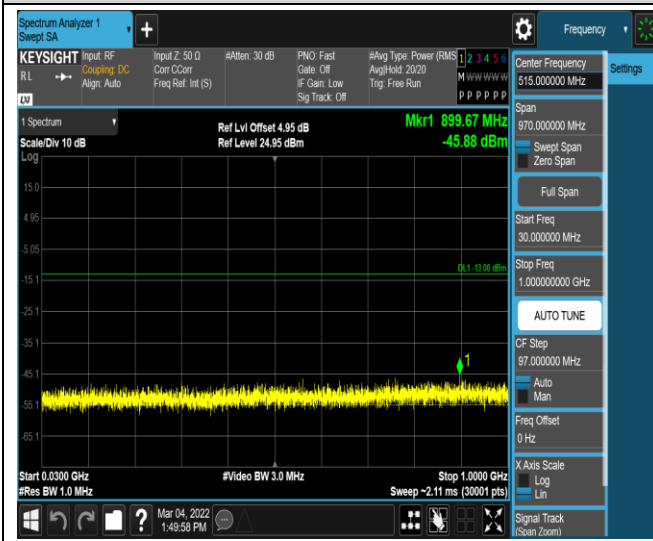 Spectrum Analyzer 1
Swept SA
+
Frequency
KEYSIGHT
RL
LXI
Input: RF
Coupling: DC
Align: Auto
Input Z: 50 Ω
Corr CCorr
Freq Ref: Int (S)
#Atten: 30 dB
PNO: Fast
Gate: Off
IF Gain: Low
Sig Track: Off
#Avg Type: Power (RMS
Avg|Hold: 20/20
Trig: Free Run
1 2 3 4 5 6
M W W W W W
P P P P P P
1 Spectrum
Scale/Div 10 dB
Log
Ref Lvl Offset 4.95 dB
Ref Level 24.95 dBm
Mkr1 899.67 MHz
-45.88 dBm
15.0
4.95
-5.05
-15.1
-25.1
-35.1
-45.1
-55.1
-65.1
DL1 -13.00 dBm
1
Start 0.0300 GHz
#Res BW 1.0 MHz
#Video BW 3.0 MHz
Stop 1.0000 GHz
Sweep ~2.11 ms (30001 pts)
?
Mar 04, 2022
1:49:58 PM
Center Frequency
515.000000 MHz
Span
970.000000 MHz
Swept Span
Zero Span
Full Span
Start Freq
30.000000 MHz
Stop Freq
1.000000000 GHz
AUTO TUNE
CF Step
97.000000 MHz
Auto
Man
Freq Offset
0 Hz
X Axis Scale
Log
Lin
Signal Track
(Span Zoom)
Settings